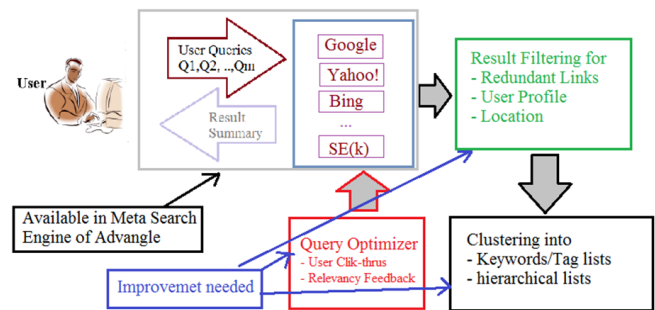 User
User Queries
Q1,Q2, ..,Qm
Result
Summary
Google
Yahoo!
Bing
...
SE(k)
Result Filtering for
- Redundant Links
- User Profile
- Location
Available in Meta Search
Engine of Advangle
Query Optimizer
- User Clik-thrus
- Relevancy Feedback
Improvemet needed
Clustering into
- Keywords/Tag lists
- hierarchical lists